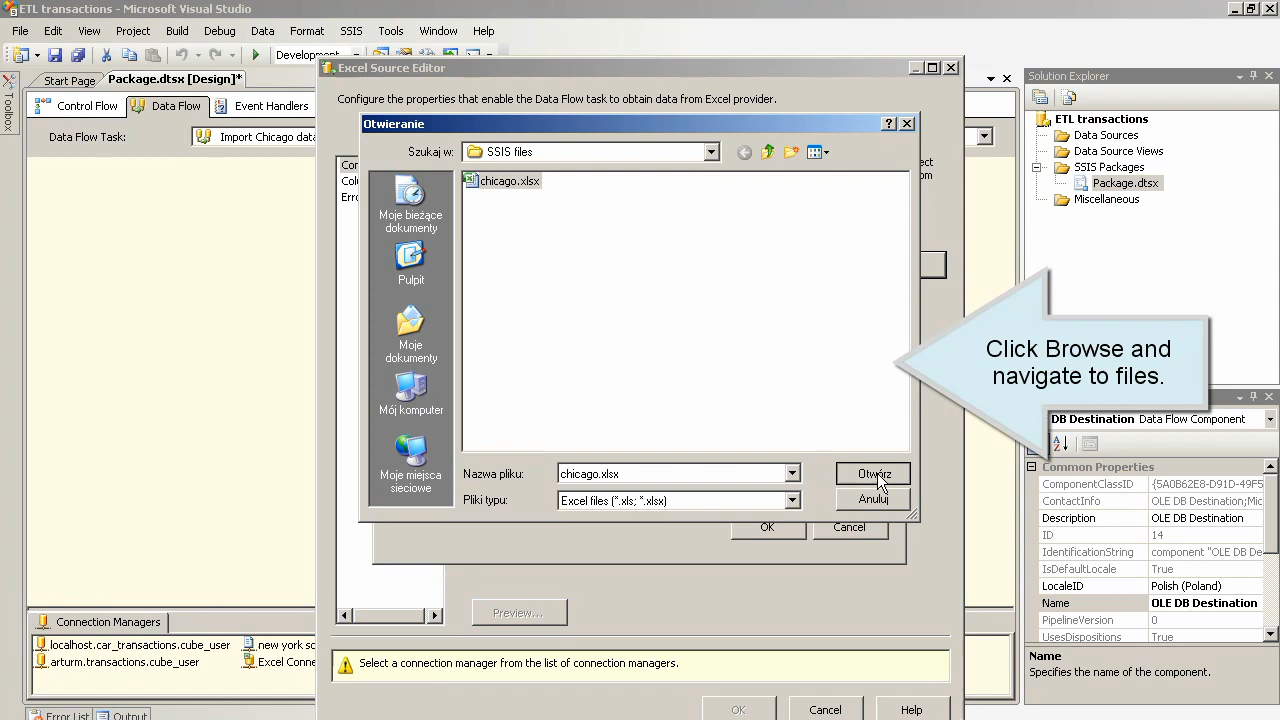 ETL transactions - Microsoft Visual Studio
File Edit View Project Build Debug Data Format SSIS Tools Window Help
Development
Start Page Package.dtsx [Design]*
Control Flow Data Flow Event Handlers
Data Flow Task: Import Chicago data
Toolbox
Excel Source Editor
Configure the properties that enable the Data Flow task to obtain data from Excel provider.
Otwieranie
Szukaj w: SSIS files
chicago.xlsx
Moje bieżące
dokumenty
Pulpit
Moje
dokumenty
Mój komputer
Moje miejsca
sieciowe
Nazwa pliku: chicago.xlsx Otwórz
Pliki typu: Excel files (*.xls; *.xlsx) Anuluj
OK Cancel
Preview...
Select a connection manager from the list of connection managers.
OK Cancel Help
Click Browse and
navigate to files.
Connection Managers
localhost.car_transactions.cube_user
arturm.transactions.cube_user
Error List Output
Solution Explorer
ETL transactions
Data Sources
Data Source Views
SSIS Packages
Package.dtsx
Miscellaneous
DB Destination Data Flow Component
Common Properties
ComponentClassID {5A0B62E8-D91D-49F5
ContactInfo OLE DB Destination;Mic
Description OLE DB Destination
ID 14
IdentificationString component "OLE DB De
IsDefaultLocale True
LocaleID Polish (Poland)
Name OLE DB Destination
PipelineVersion 0
UsesDispositions True
Name
Specifies the name of the component.